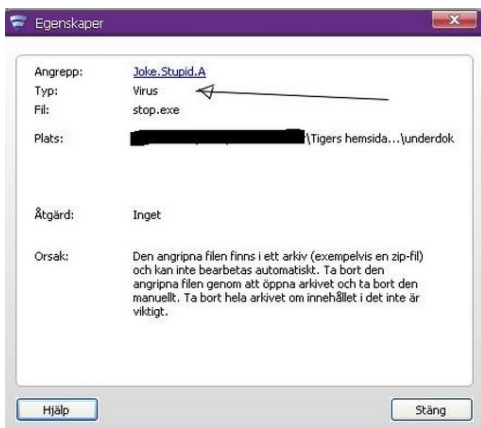 Egenskaper
Angrepp: Joke.Stupid.A
Typ: Virus
Fil: stop.exe
Plats: \Tigers hemsida...\underdok
Åtgärd: Inget
Orsak: Den angripna filen finns i ett arkiv (exempelvis en zip-fil)
och kan inte bearbetas automatiskt. Ta bort den
angripna filen genom att öppna arkivet och ta bort den
manuellt. Ta bort hela arkivet om innehållet i det inte är
viktigt.
Hjälp
Stäng